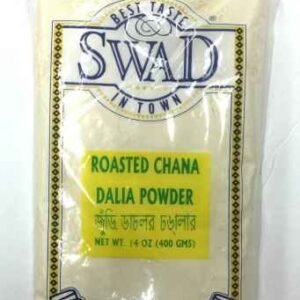 BEST TASTE
SWAD
IN TOWN
ROASTED CHANA
DALIA POWDER
NET WT. 14 OZ (400 GMS)